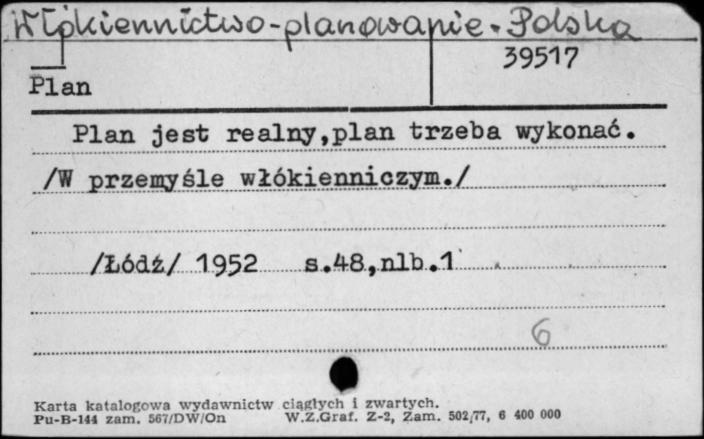 Włókiennictwo-planowanie-Polska
39517
Plan
Plan jest realny,plan trzeba wykonać.
/W przemyśle włókienniczym./
/Łódź/ 1952 s.48,nlb.1
6
Karta katalogowa wydawnictw ciągłych i zwartych.
Pu-B-144 zam. 567/DW/On W.Z.Graf. Z-2, Zam. 502/77, 6 400 000